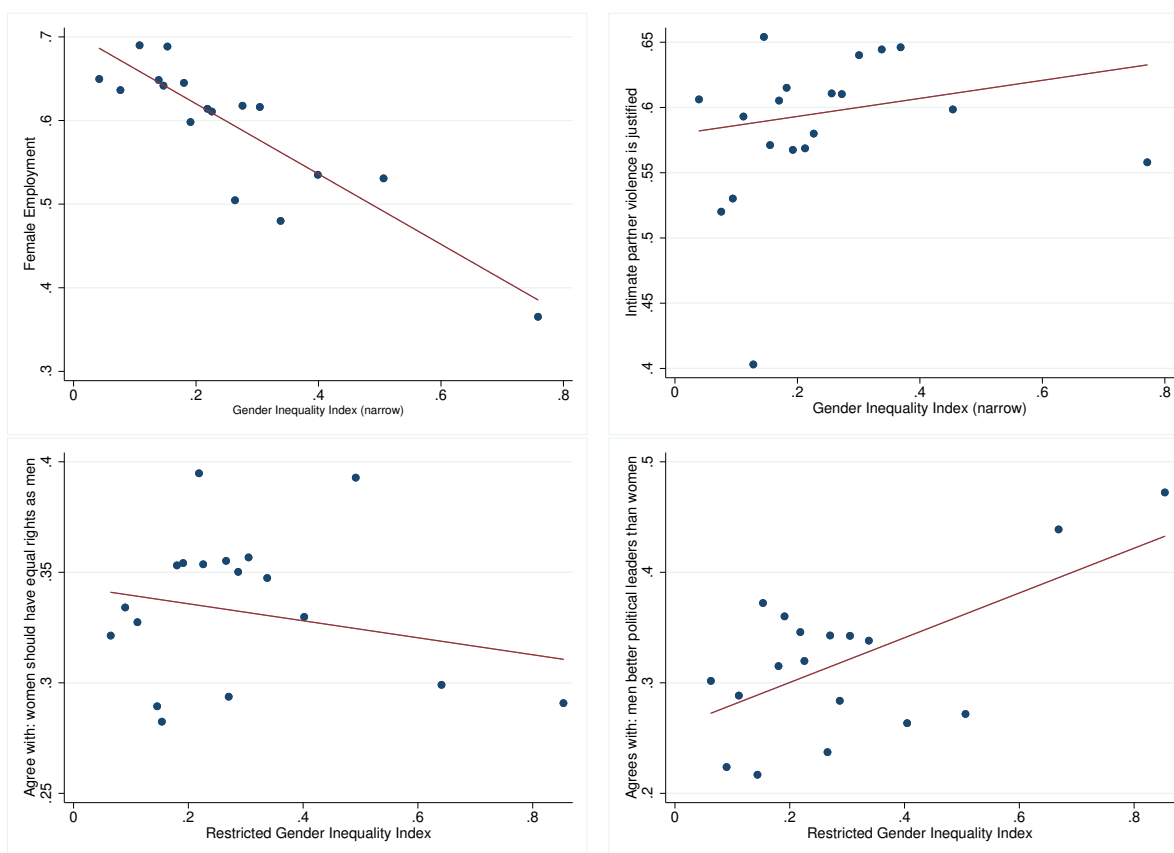 Female Employment
.7
.6
.5
.4
.3
0 .2 .4 .6 .8
Gender Inequality Index (narrow)
Intimate partner violence is justified
.65
.6
.55
.5
.45
.4
0 .2 .4 .6 .8
Gender Inequality Index (narrow)
Agree with: women should have equal rights as men
.4
.35
.3
.25
0 .2 .4 .6 .8
Restricted Gender Inequality Index
Agrees with: men better political leaders than women
.5
.4
.3
.2
0 .2 .4 .6 .8
Restricted Gender Inequality Index